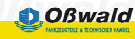 Oßwald
FAHRZEUGTEILE & TECHNISCHER HANDEL